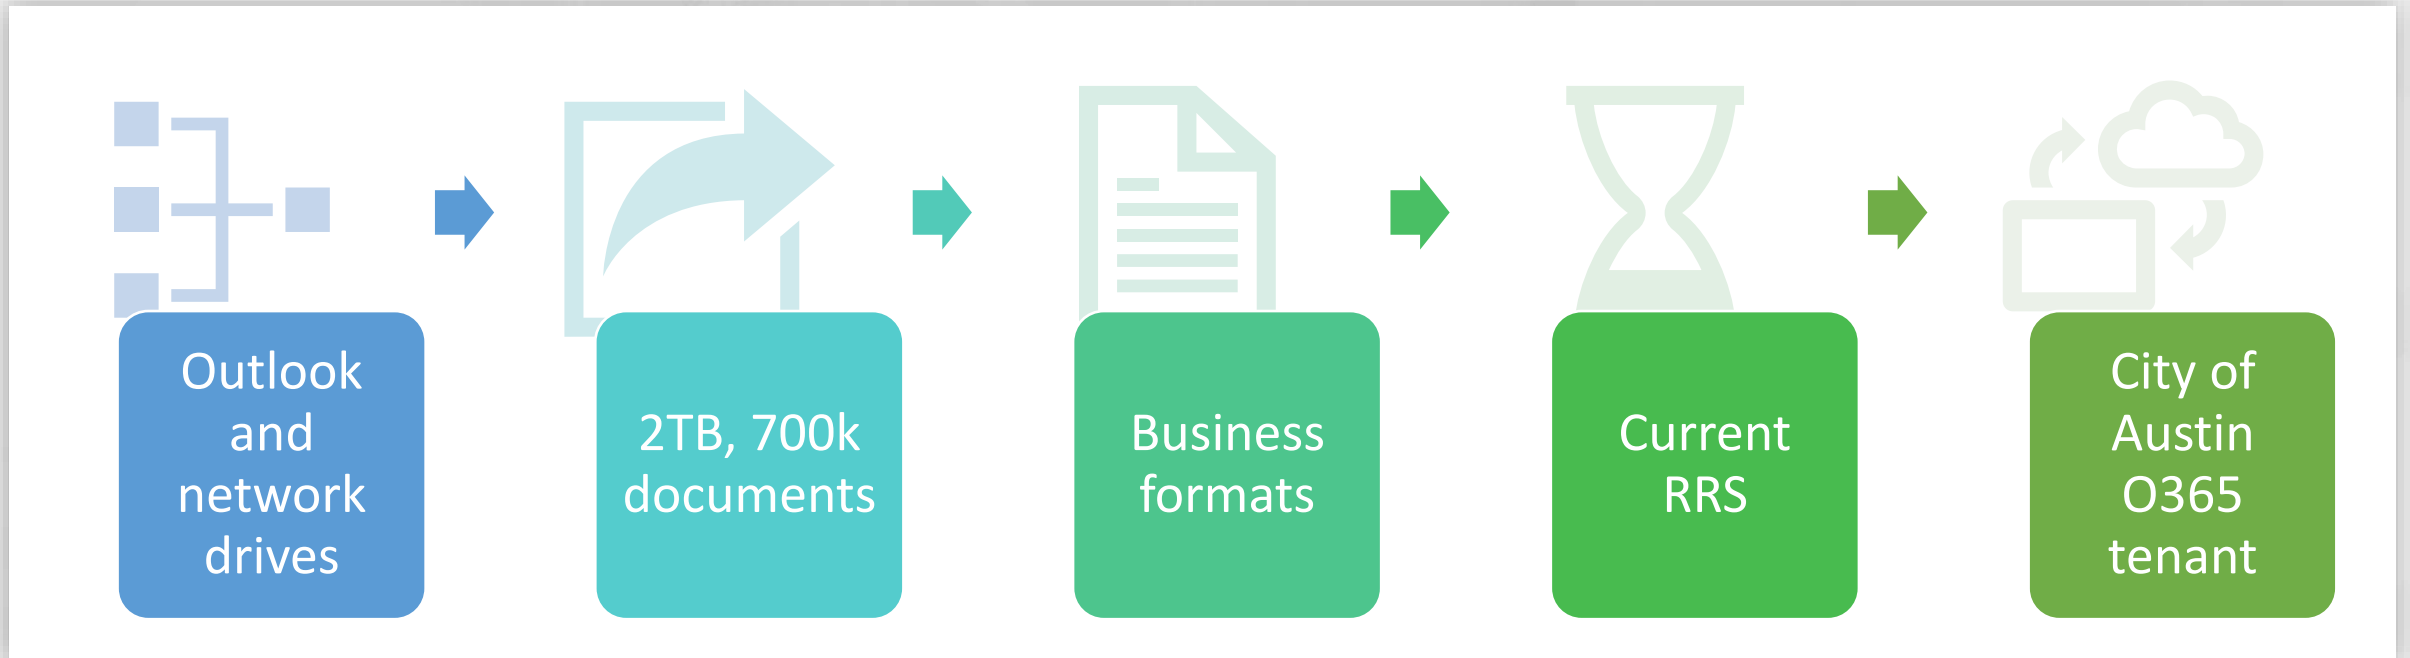 Outlook
and
network
drives
2TB, 700k
documents
Business
formats
Current
RRS
City of
Austin
O365
tenant